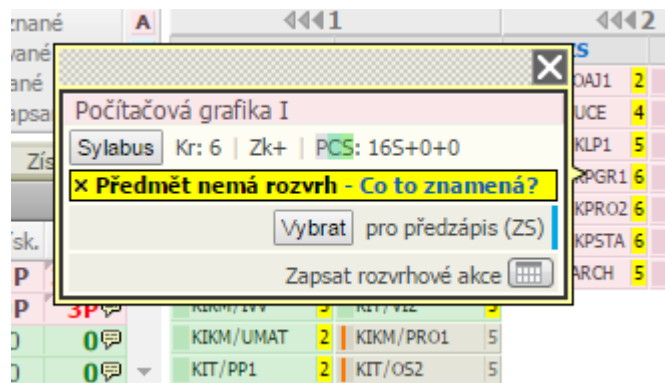 znané A 1 2
vané ZS
ané OAJ1 2
apsa UCE 4
Počítačová grafika I
KLP1 5
Sylabus Kr: 6 | Zk+ | PCS: 16S+0+0
Zís
× Předmět nemá rozvrh - Co to znamená?
KPGR1 6
KPRO2 6
Vybrat pro předzápis (ZS)
ísk. KPSTA 6
Zapsat rozvrhové akce
P ARCH 5
P 3P KIKM/IVV 5 KIT/VIZ 5
0 KIKM/UMAT 2 KIKM/PRO1 5
0 KIT/PP1 2 KIT/OS2 5